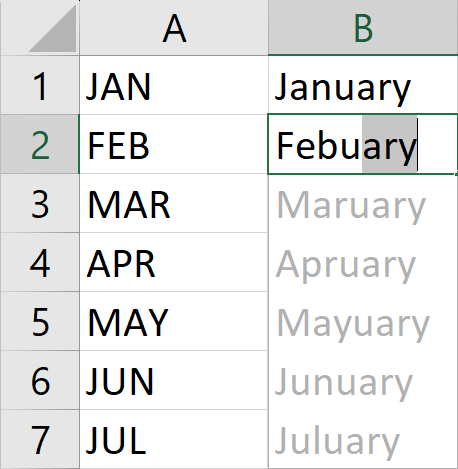 A B
1 JAN January
2 FEB Febuary
3 MAR Maruary
4 APR Apruary
5 MAY Mayuary
6 JUN Junuary
7 JUL Juluary